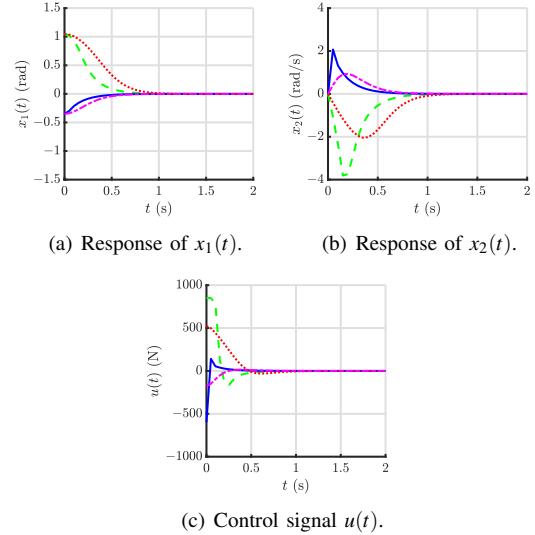 1.5
1
0.5
0
−0.5
−1
−1.5
x₁(t) (rad)
0 0.5 1 1.5 2
t (s)
(a) Response of x₁(t).
4
2
0
−2
−4
x₂(t) (rad/s)
0 0.5 1 1.5 2
t (s)
(b) Response of x₂(t).
1000
500
0
−500
−1000
u(t) (N)
0 0.5 1 1.5 2
t (s)
(c) Control signal u(t).